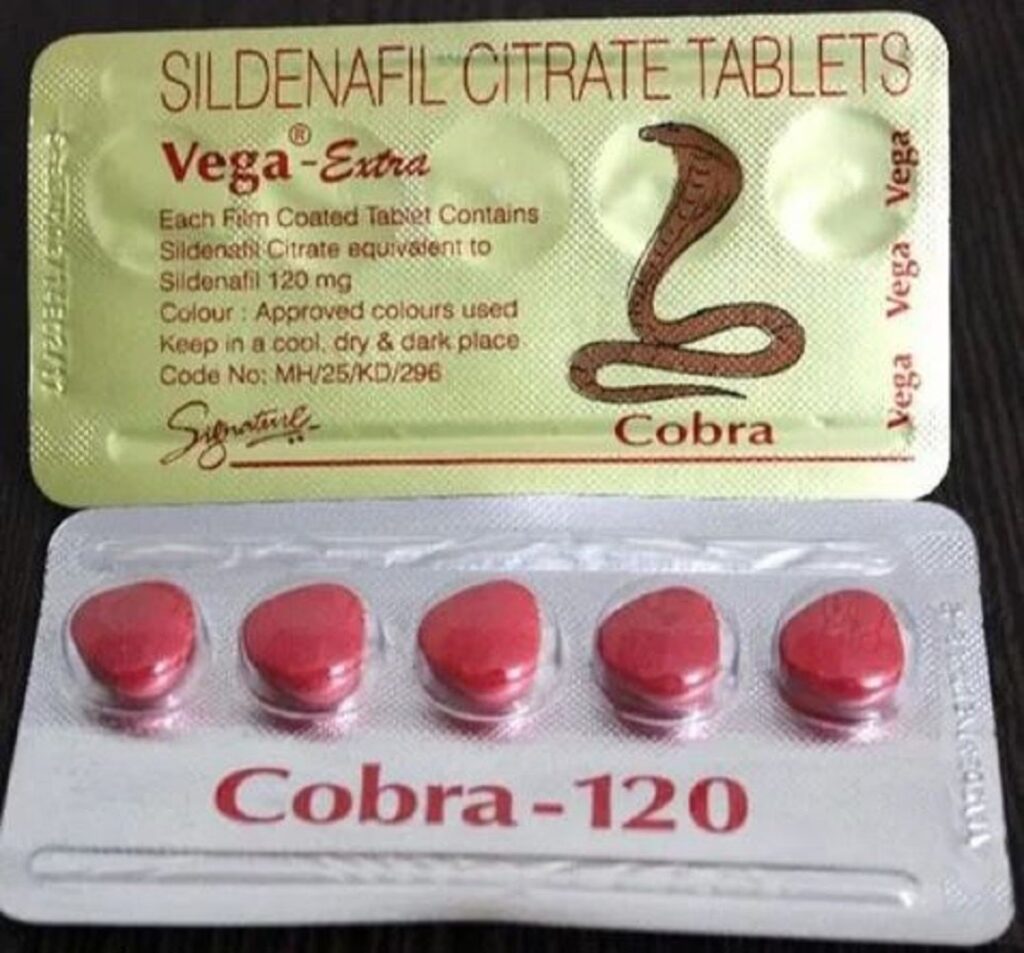 SILDENAFIL CITRATE TABLETS
Vega®-Extra
Each Film Coated Tablet Contains
Sildenafil Citrate equivalent to
Sildenafil 120 mg
Colour : Approved colours used
Keep in a cool, dry & dark place
Code No: MH/25/KD/296
Signature
Cobra
Vega Vega Vega
Cobra-120